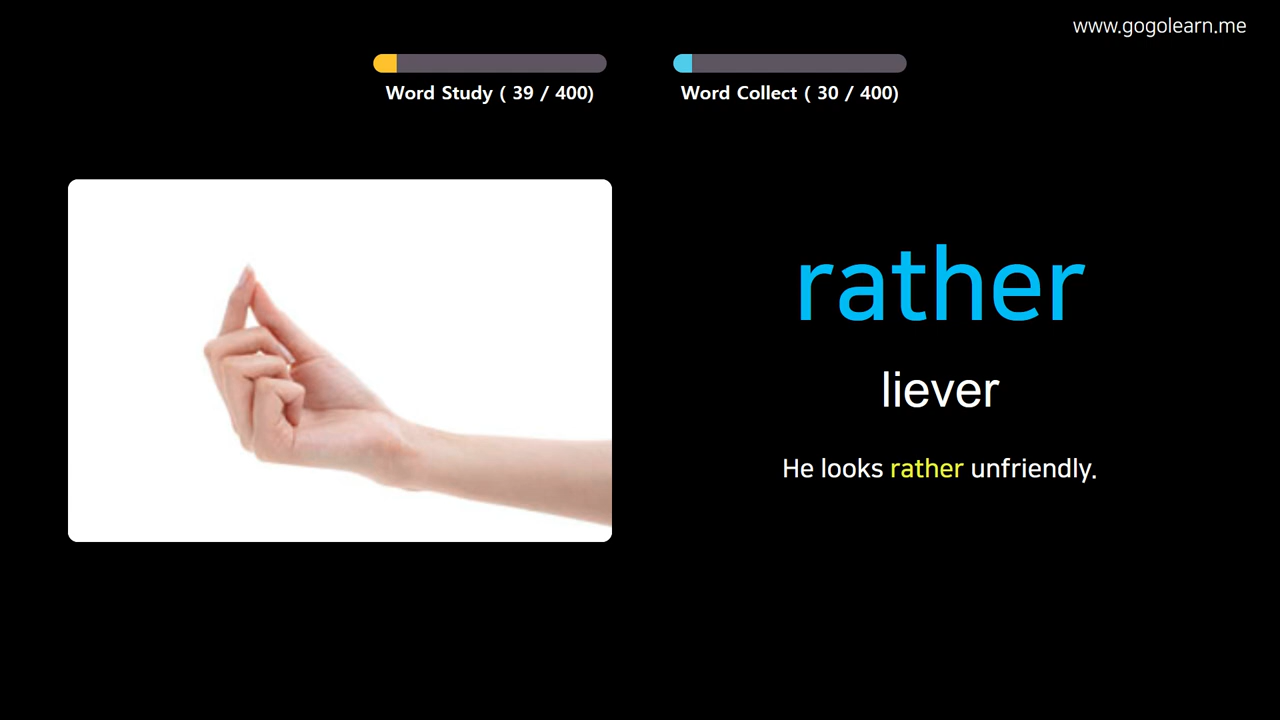 www.gogolearn.me
Word Study ( 39 / 400)
Word Collect ( 30 / 400)
rather
liever
He looks rather unfriendly.